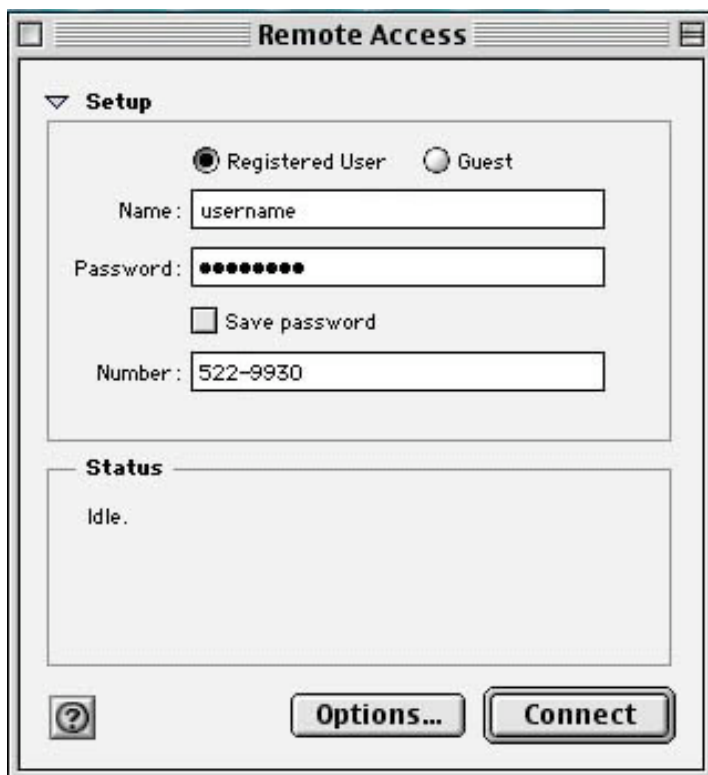 Remote Access
Setup
Registered User Guest
Name: username
Password: ••••••••
Save password
Number: 522-9930
Status
Idle.
? Options... Connect